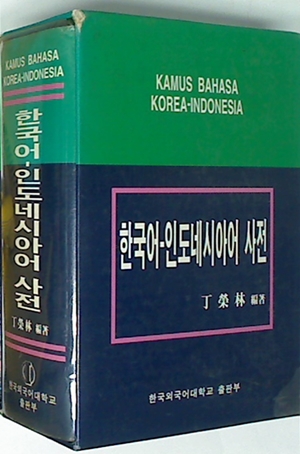 KAMUS BAHASA
KOREA-INDONESIA
한국어-인도네시아어 사전
丁榮林 編著
한국외국어대학교
출판부
KAMUS BAHASA
KOREA-INDONESIA
한국어-인도네시아어 사전
丁榮林 編著
한국외국어대학교 출판부